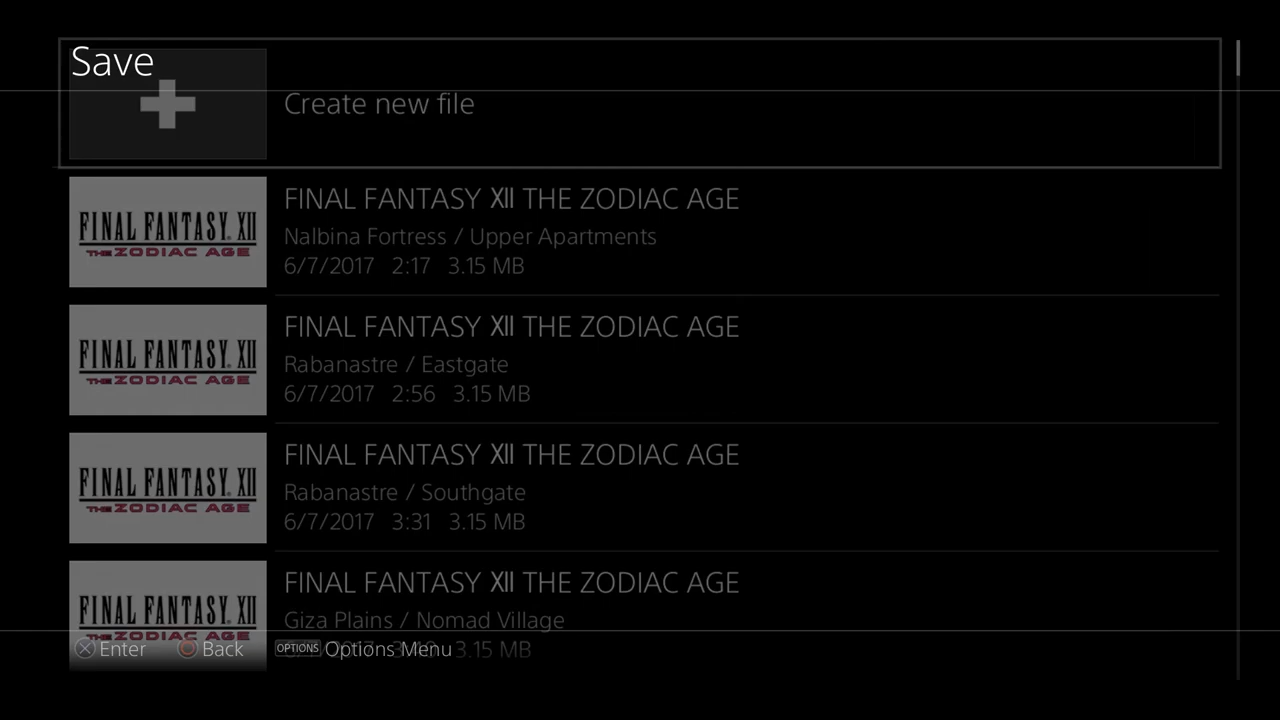 Save
Create new file
FINAL FANTASY XII
THE ZODIAC AGE
FINAL FANTASY XII THE ZODIAC AGE
Nalbina Fortress / Upper Apartments
6/7/2017 2:17 3.15 MB
FINAL FANTASY XII
THE ZODIAC AGE
FINAL FANTASY XII THE ZODIAC AGE
Rabanastre / Eastgate
6/7/2017 2:56 3.15 MB
FINAL FANTASY XII
THE ZODIAC AGE
FINAL FANTASY XII THE ZODIAC AGE
Rabanastre / Southgate
6/7/2017 3:31 3.15 MB
FINAL FANTASY XII
THE ZODIAC AGE
FINAL FANTASY XII THE ZODIAC AGE
Giza Plains / Nomad Village
3.15 MB
Enter Back OPTIONS Options Menu